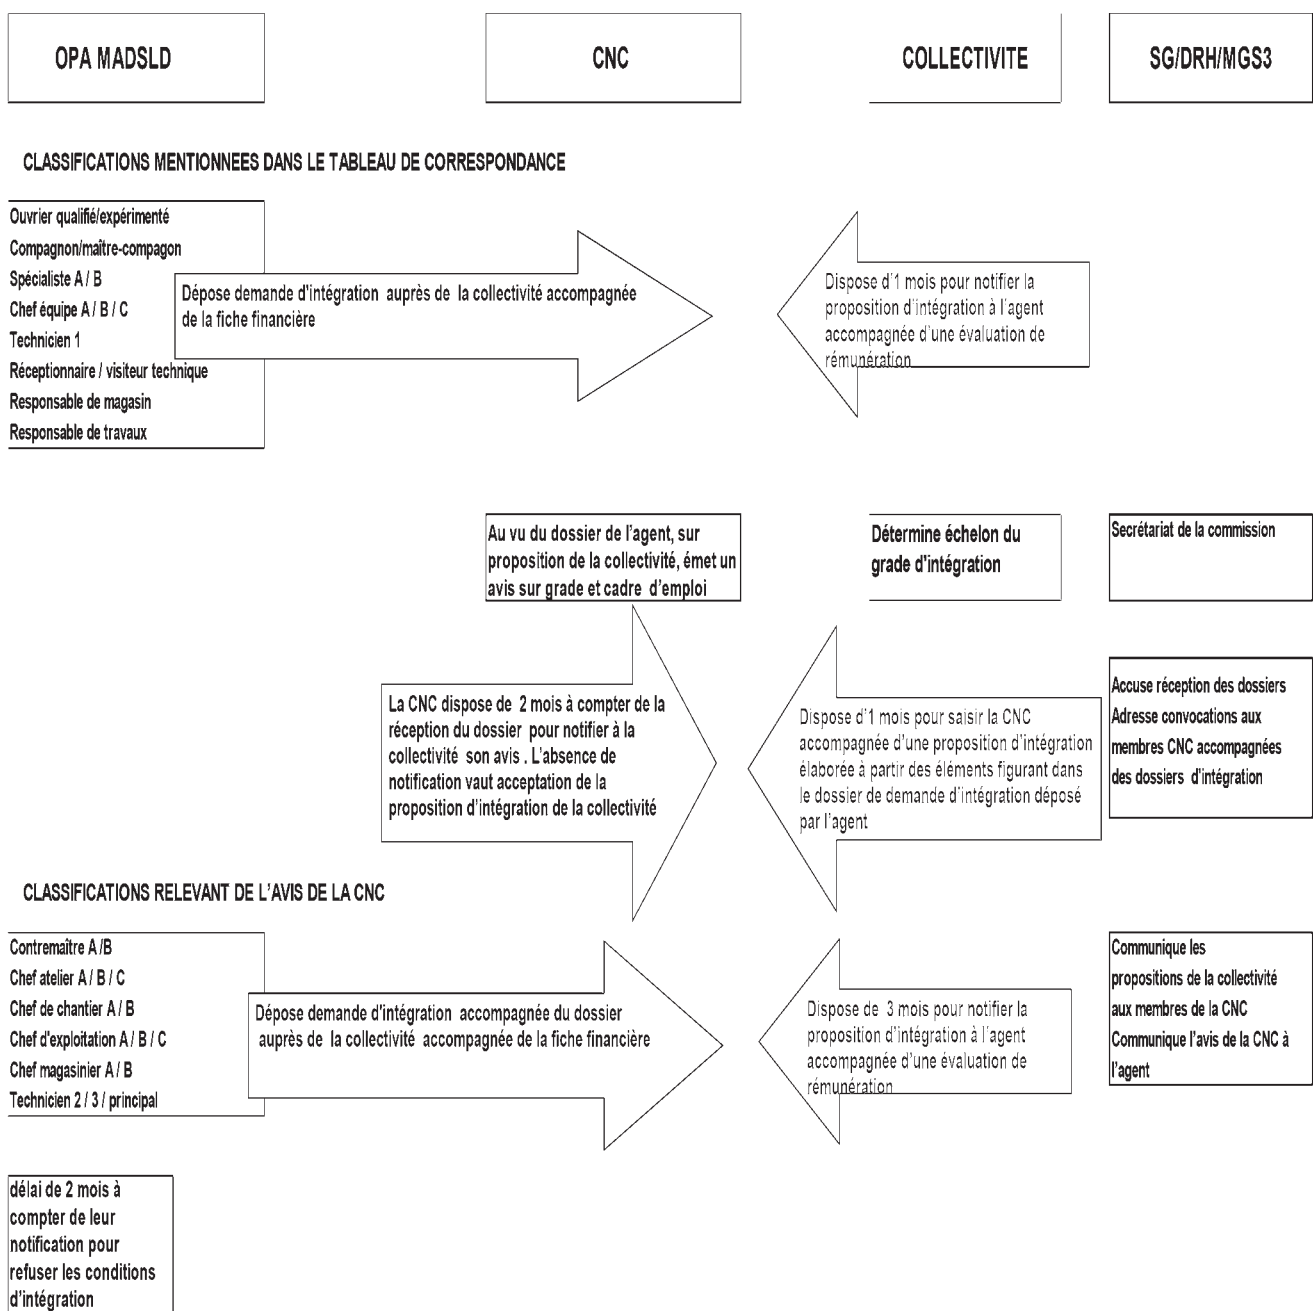 OPA MADSLD
CNC
COLLECTIVITE
SG/DRH/MGS3
CLASSIFICATIONS MENTIONNEES DANS LE TABLEAU DE CORRESPONDANCE
Ouvrier qualifié/expérimenté
Compagnon/maître-compagon
Spécialiste A / B
Chef équipe A / B / C
Technicien 1
Réceptionnaire / visiteur technique
Responsable de magasin
Responsable de travaux
Dépose demande d'intégration auprès de la collectivité accompagnée
de la fiche financière
Dispose d'1 mois pour notifier la
proposition d'intégration à l'agent
accompagnée d'une évaluation de
rémunération
Au vu du dossier de l'agent, sur
proposition de la collectivité, émet un
avis sur grade et cadre d'emploi
Détermine échelon du
grade d'intégration
Secrétariat de la commission
La CNC dispose de 2 mois à compter de la
réception du dossier pour notifier à la
collectivité son avis . L'absence de
notification vaut acceptation de la
proposition d'intégration de la collectivité
Dispose d'1 mois pour saisir la CNC
accompagnée d'une proposition d'intégration
élaborée à partir des éléments figurant dans
le dossier de demande d'intégration déposé
par l'agent
Accuse réception des dossiers
Adresse convocations aux
membres CNC accompagnées
des dossiers d'intégration
CLASSIFICATIONS RELEVANT DE L'AVIS DE LA CNC
Contremaître A /B
Chef atelier A / B / C
Chef de chantier A / B
Chef d'exploitation A / B / C
Chef magasinier A / B
Technicien 2 / 3 / principal
Dépose demande d'intégration accompagnée du dossier
auprès de la collectivité accompagnée de la fiche financière
Dispose de 3 mois pour notifier la
proposition d'intégration à l'agent
accompagnée d'une évaluation de
rémunération
Communique les
propositions de la collectivité
aux membres de la CNC
Communique l'avis de la CNC à
l'agent
délai de 2 mois à
compter de leur
notification pour
refuser les conditions
d'intégration